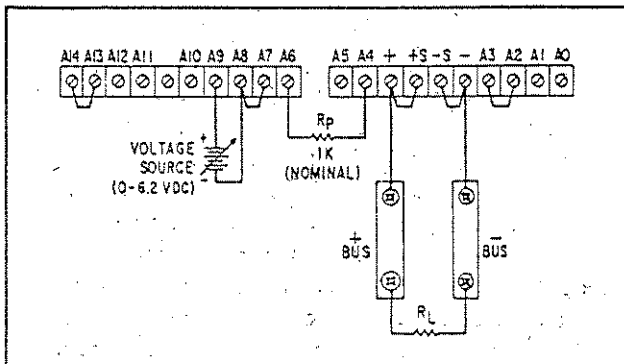 A14 A13 A12 A11 A10 A9 A8 A7 A6 A5 A4 + +S -S - A3 A2 A1 A0
+
VOLTAGE
SOURCE
-
(0-6.2 VDC)
RP
1K
(NOMINAL)
+
BUS
-
BUS
RL